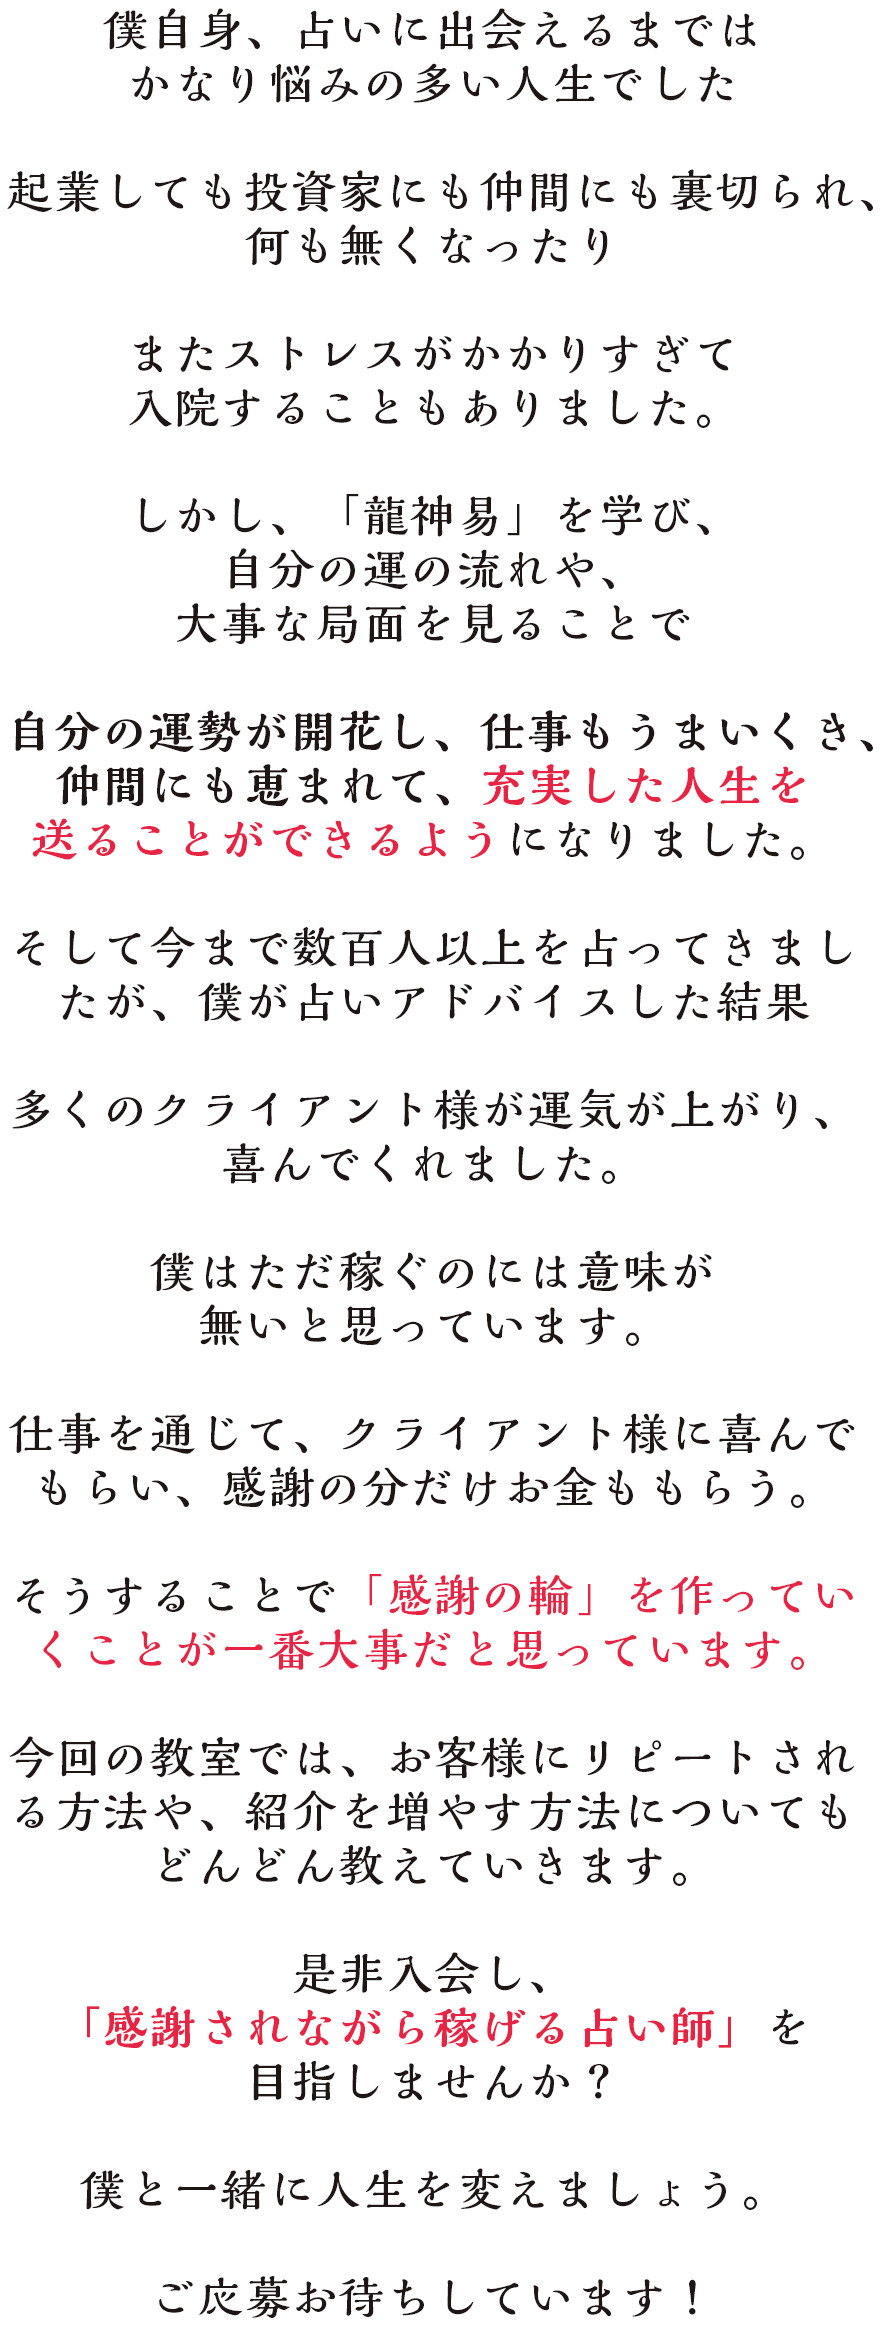 僕自身、占いに出会えるまでは
かなり悩みの多い人生でした
起業しても投資家にも仲間にも裏切られ、
何も無くなったり
またストレスがかかりすぎて
入院することもありました。
しかし、「龍神易」を学び、
自分の運の流れや、
大事な局面を見ることで
自分の運勢が開花し、仕事もうまいくき、
仲間にも恵まれて、充実した人生を
送ることができるようになりました。
そして今まで数百人以上を占ってきまし
たが、僕が占いアドバイスした結果
多くのクライアント様が運気が上がり、
喜んでくれました。
僕はただ稼ぐのには意味が
無いと思っています。
仕事を通じて、クライアント様に喜んで
もらい、感謝の分だけお金ももらう。
そうすることで「感謝の輪」を作ってい
くことが一番大事だと思っています。
今回の教室では、お客様にリピートされ
る方法や、紹介を増やす方法についても
どんどん教えていきます。
是非入会し、
「感謝されながら稼げる占い師」を
目指しませんか？
僕と一緒に人生を変えましょう。
ご応募お待ちしています！